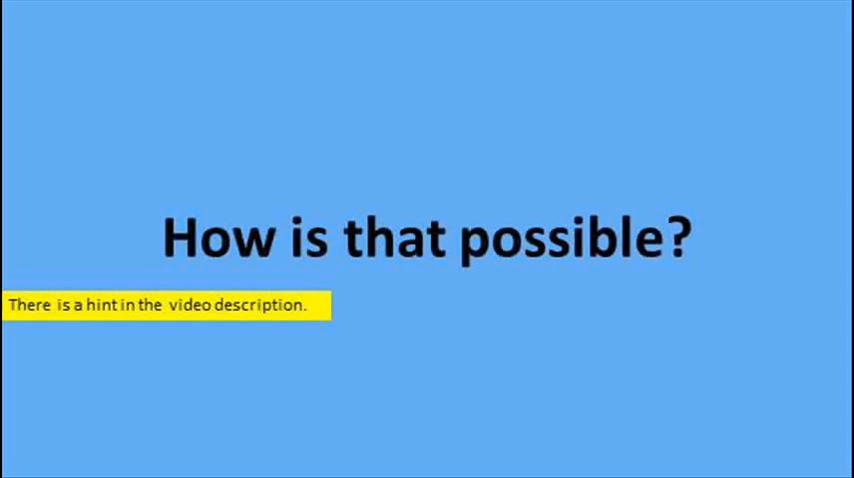 How is that possible?
There is a hint in the video description.